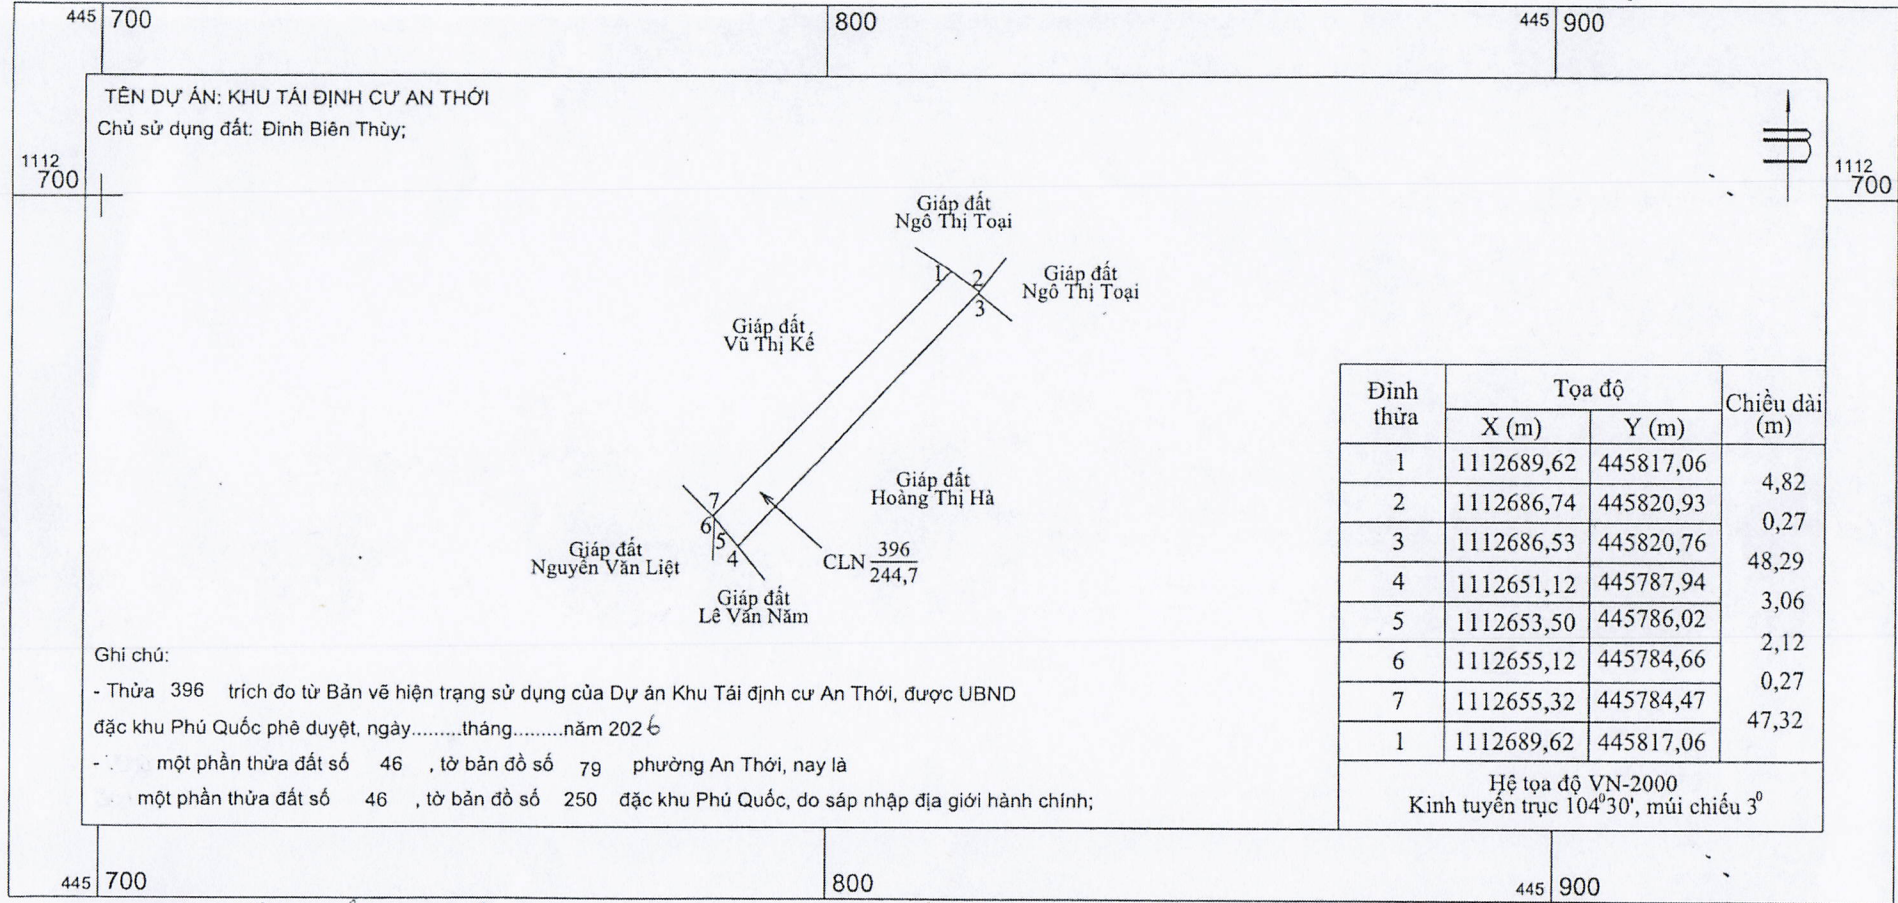 445 700
800
445 900
TÊN DỰ ÁN: KHU TÁI ĐỊNH CƯ AN THỚI
Chủ sử dụng đất: Đinh Biên Thùy;
1112
700
1112
700
Giáp đất
Ngô Thị Toại
1
2
3
Giáp đất
Ngô Thị Toại
Giáp đất
Vũ Thị Kế
Giáp đất
Hoàng Thị Hà
7
6
5
4
Giáp đất
Nguyễn Văn Liệt
CLN 396
244,7
Giáp đất
Lê Văn Năm
Đỉnh thửa Tọa độ Chiều dài (m)
X (m) Y (m)
1 1112689,62 445817,06
4,82
2 1112686,74 445820,93
0,27
3 1112686,53 445820,76
48,29
4 1112651,12 445787,94
3,06
5 1112653,50 445786,02
2,12
6 1112655,12 445784,66
0,27
7 1112655,32 445784,47
47,32
1 1112689,62 445817,06
Hệ tọa độ VN-2000
Kinh tuyến trục 104⁰30', múi chiếu 3⁰
Ghi chú:
- Thửa 396 trích đo từ Bản vẽ hiện trạng sử dụng của Dự án Khu Tái định cư An Thới, được UBND
đặc khu Phú Quốc phê duyệt, ngày.........tháng.........năm 2026
- một phần thửa đất số 46 , tờ bản đồ số 79 phường An Thới, nay là
một phần thửa đất số 46 , tờ bản đồ số 250 đặc khu Phú Quốc, do sáp nhập địa giới hành chính;
445 700
800
445 900